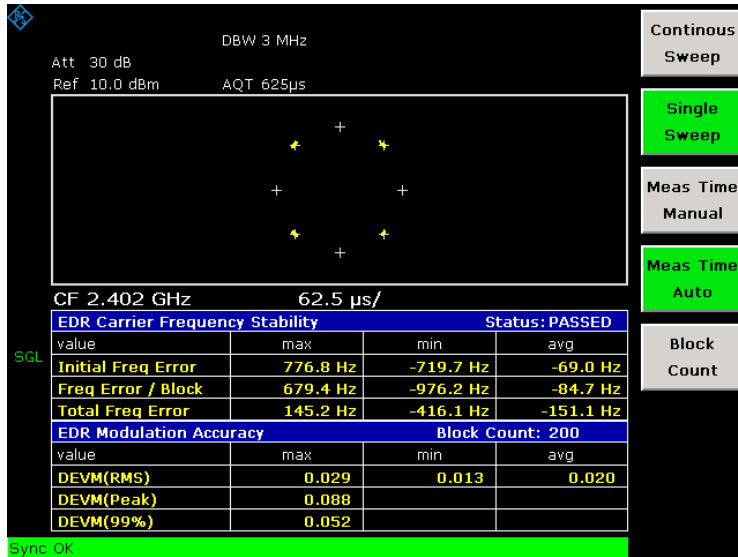 DBW 3 MHz
Att 30 dB
Ref 10.0 dBm AQT 625µs
CF 2.402 GHz 62.5 µs/
EDR Carrier Frequency Stability Status: PASSED
value max min avg
Initial Freq Error 776.8 Hz -719.7 Hz -69.0 Hz
Freq Error / Block 679.4 Hz -976.2 Hz -84.7 Hz
Total Freq Error 145.2 Hz -416.1 Hz -151.1 Hz
EDR Modulation Accuracy Block Count: 200
value max min avg
DEVM(RMS) 0.029 0.013 0.020
DEVM(Peak) 0.088
DEVM(99%) 0.052
SGL
Sync OK
Continous
Sweep
Single
Sweep
Meas Time
Manual
Meas Time
Auto
Block
Count